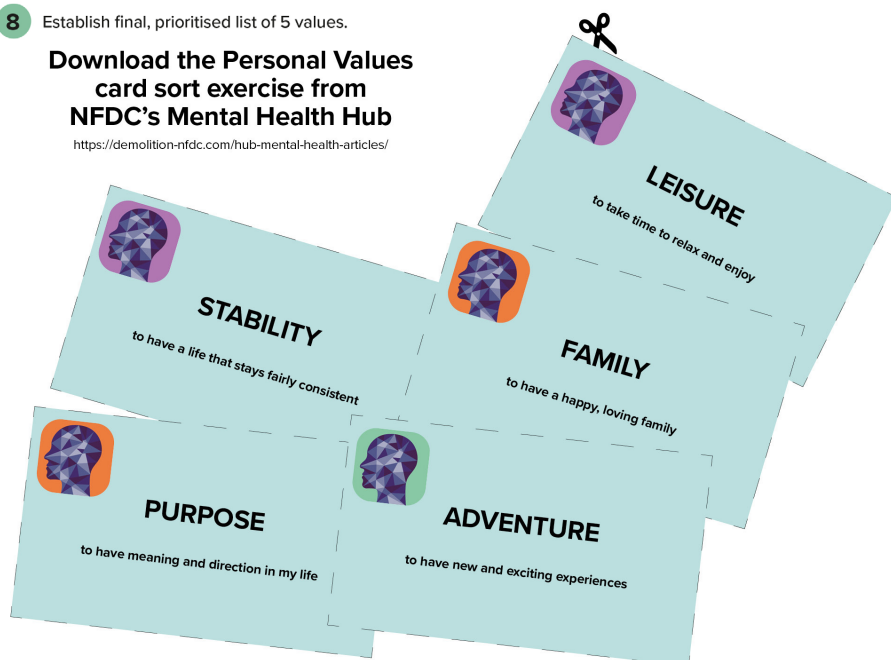 8 Establish final, prioritised list of 5 values.
Download the Personal Values
card sort exercise from
NFDC’s Mental Health Hub
https://demolition-nfdc.com/hub-mental-health-articles/
LEISURE
to take time to relax and enjoy
STABILITY
to have a life that stays fairly consistent
FAMILY
to have a happy, loving family
PURPOSE
to have meaning and direction in my life
ADVENTURE
to have new and exciting experiences